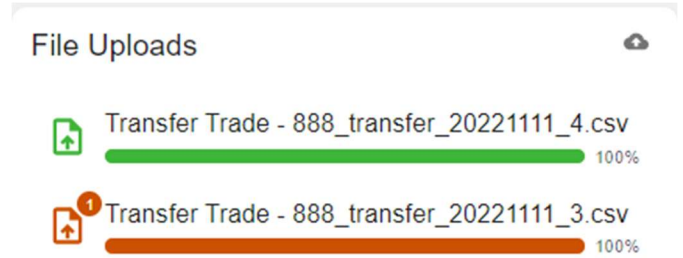 File Uploads
Transfer Trade - 888_transfer_20221111_4.csv
100%
1
Transfer Trade - 888_transfer_20221111_3.csv
100%